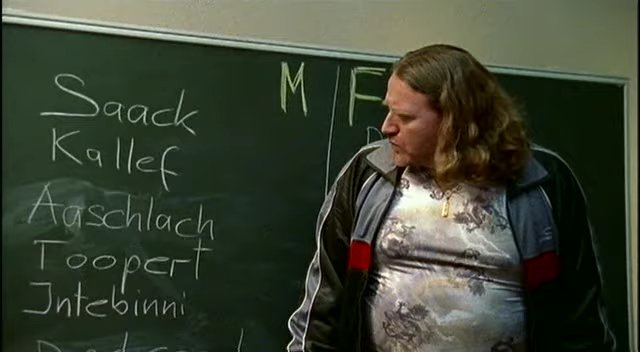 Saack
Kallef
Aaschlach
Toopert
Jntebinni
M F